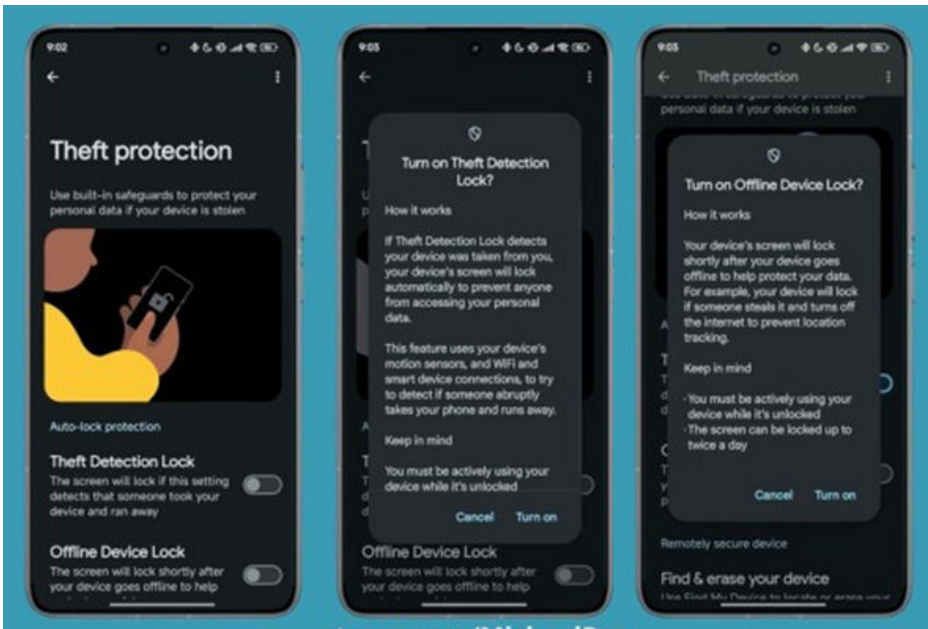 9:02
Theft protection
Use built-in safeguards to protect your
personal data if your device is stolen
Auto-lock protection
Theft Detection Lock
The screen will lock if this setting
detects that someone took your
device and ran away
Offline Device Lock
The screen will lock shortly after
your device goes offline to help
9:03
Turn on Theft Detection
Lock?
How it works
If Theft Detection Lock detects
your device was taken from you,
your device's screen will lock
automatically to prevent anyone
from accessing your personal
data.
This feature uses your device's
motion sensors, and WiFi and
smart device connections, to try
to detect if someone abruptly
takes your phone and runs away.
Keep in mind
You must be actively using your
device while it's unlocked
Cancel Turn on
Offline Device Lock
The screen will lock shortly after
your device goes offline to help
9:03
Theft protection
personal data if your device is stolen
Turn on Offline Device Lock?
How it works
Your device's screen will lock
shortly after your device goes
offline to help protect your data.
For example, your device will lock
if someone steals it and turns off
the internet to prevent location
tracking.
Keep in mind
·You must be actively using your
device while it's unlocked
·The screen can be locked up to
twice a day
Cancel Turn on
Remotely secure device
Find & erase your device
Use Find My Device to locate or erase your